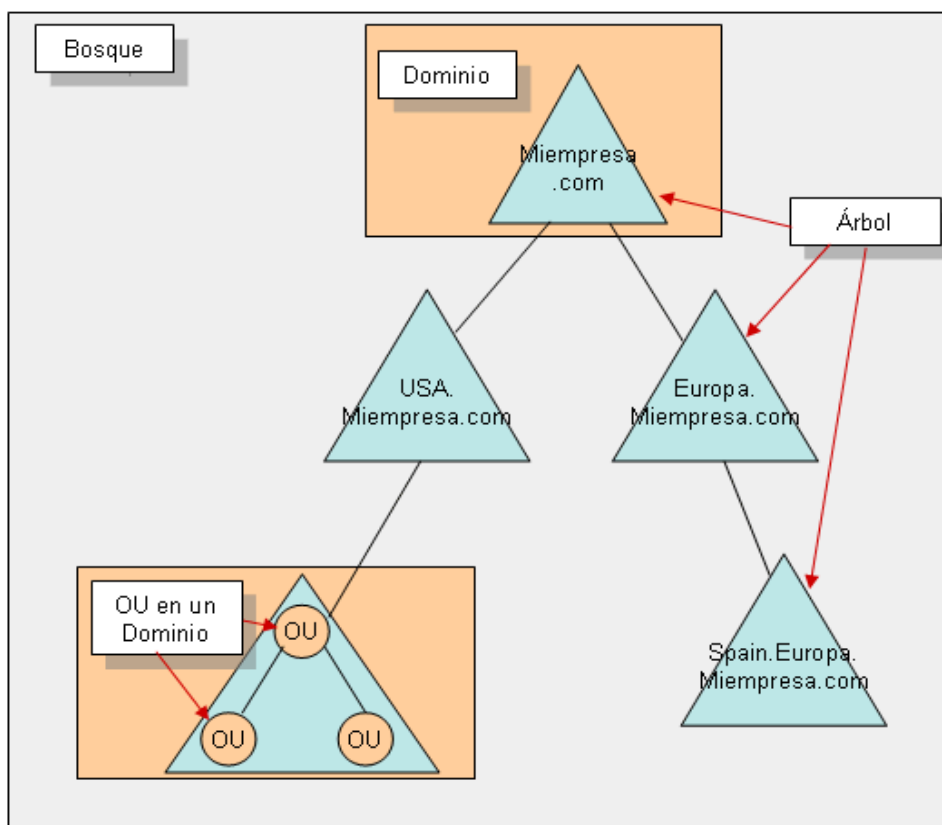 Bosque
Dominio
Miempresa
.com
Árbol
USA.
Miempresa.com
Europa.
Miempresa.com
OU en un
Dominio
OU
OU
OU
Spain.Europa.
Miempresa.com